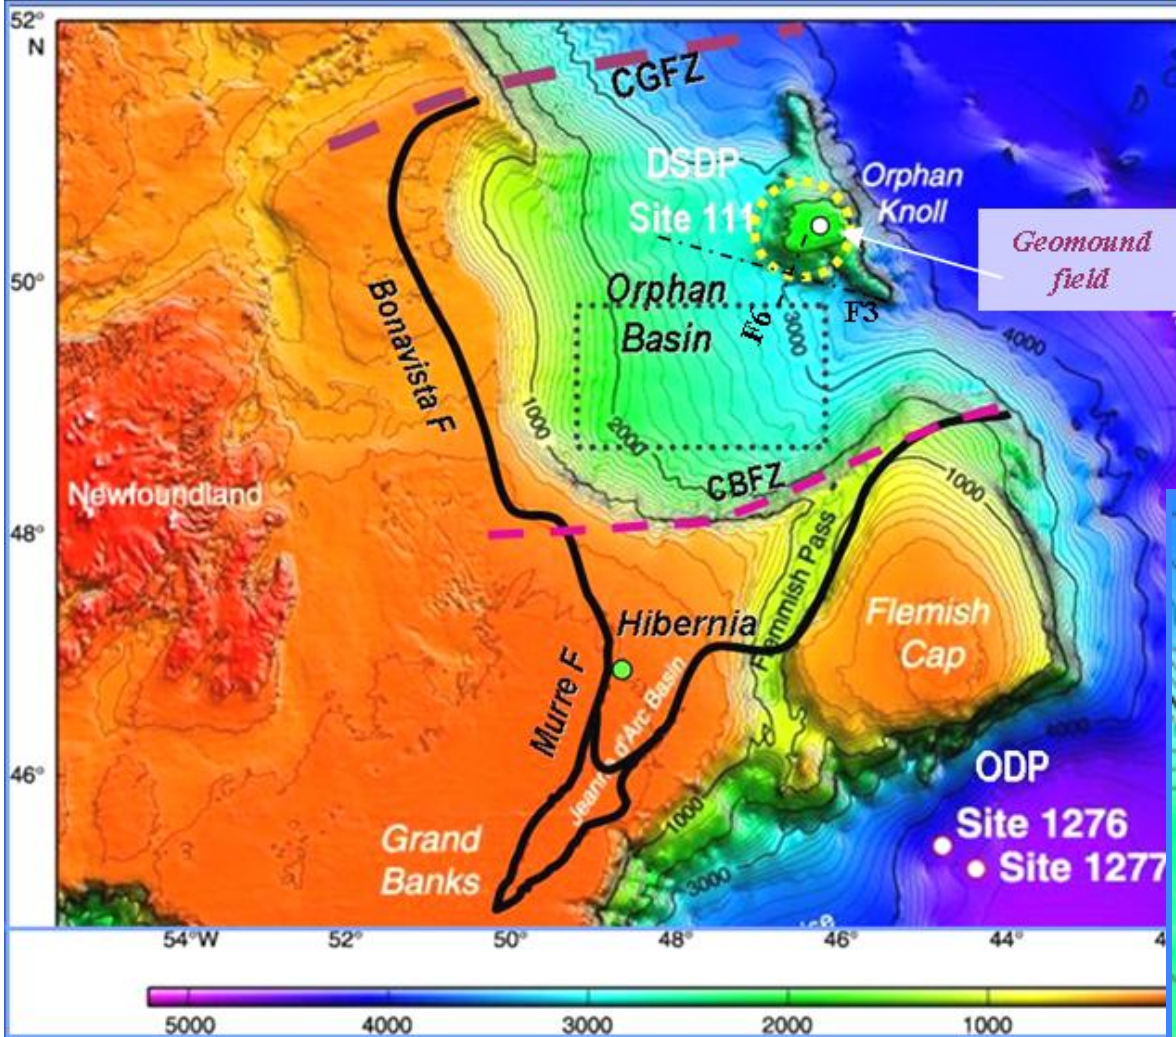 52°
N
CGFZ
DSDP
Site 111
Orphan
Knoll
Geomound
field
50°
Orphan
Basin
F6
3000
F3
4000
Bonavista F
1000
2000
CBFZ
1000
Newfoundland
48°
Flemmish Pass
Hibernia
Flemish
Cap
Murre F
Jeanne d'Arc Basin
46°
ODP
4000
Site 1276
Site 1277
1000
Grand
Banks
3000
54°W
52°
50°
48°
46°
44°
5000
4000
3000
2000
1000